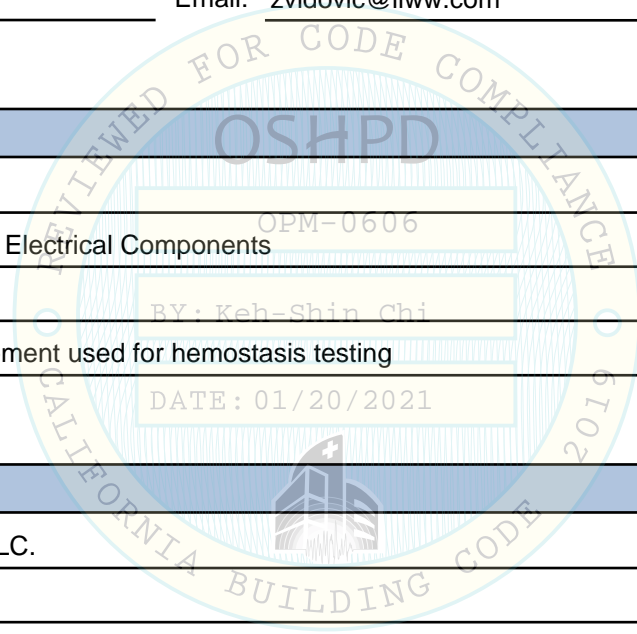 Email: zvidovic@ilww.com
REVIEWED FOR CODE COMPLIANCE
OSHPD
OPM-0606
Electrical Components
BY: Keh-Shin Chi
ment used for hemostasis testing
DATE: 01/20/2021
LC.
CALIFORNIA BUILDING CODE 2019